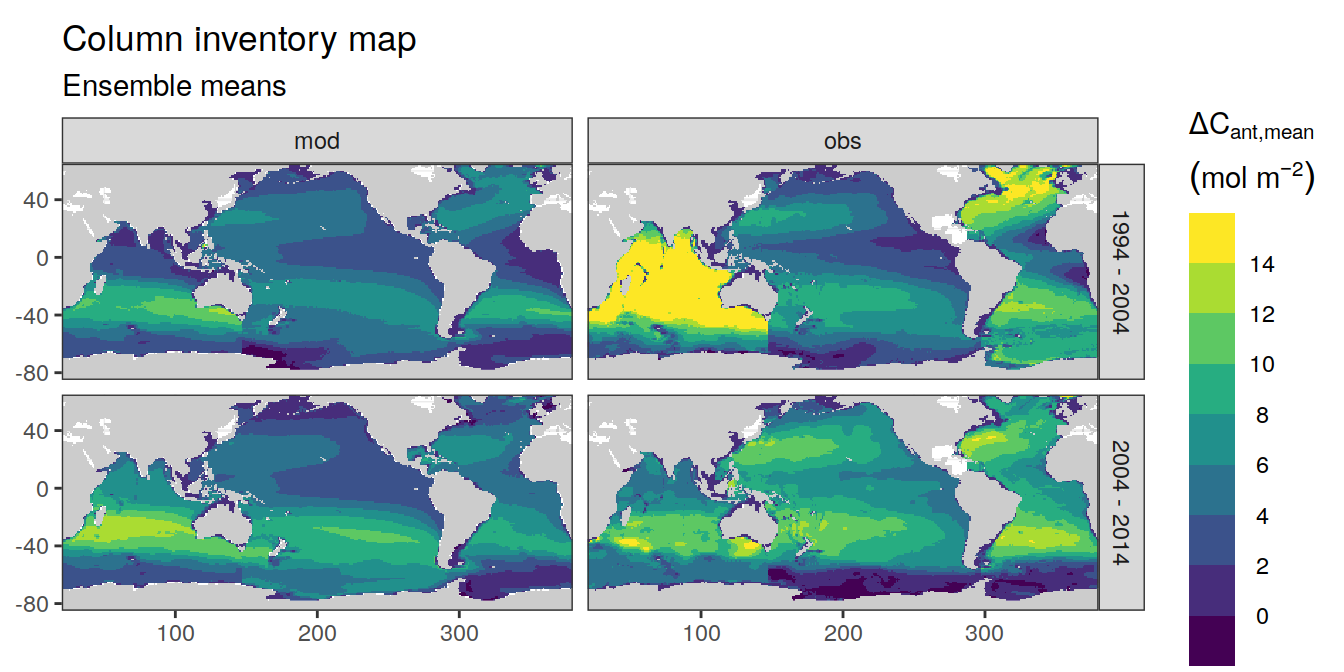 Column inventory map
Ensemble means
mod obs
ΔCant,mean
(mol m−2)
40
0
-40
-80
1994 - 2004
40
0
-40
-80
2004 - 2014
100 200 300 100 200 300
14
12
10
8
6
4
2
0